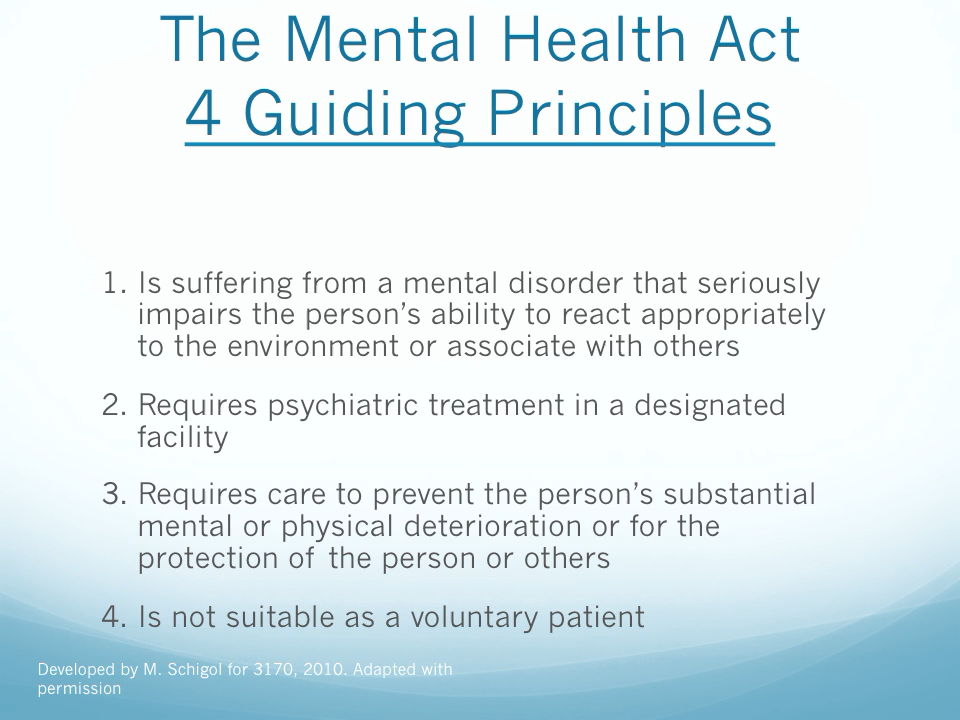 The Mental Health Act
4 Guiding Principles
1. Is suffering from a mental disorder that seriously
impairs the person’s ability to react appropriately
to the environment or associate with others
2. Requires psychiatric treatment in a designated
facility
3. Requires care to prevent the person’s substantial
mental or physical deterioration or for the
protection of the person or others
4. Is not suitable as a voluntary patient
Developed by M. Schigol for 3170, 2010. Adapted with
permission